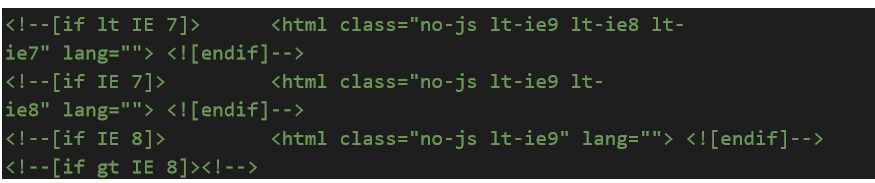 <!--[if lt IE 7]>      <html class="no-js lt-ie9 lt-ie8 lt-
ie7" lang=""> <![endif]-->
<!--[if IE 7]>         <html class="no-js lt-ie9 lt-
ie8" lang=""> <![endif]-->
<!--[if IE 8]>         <html class="no-js lt-ie9" lang=""> <![endif]-->
<!--[if gt IE 8]><!-->